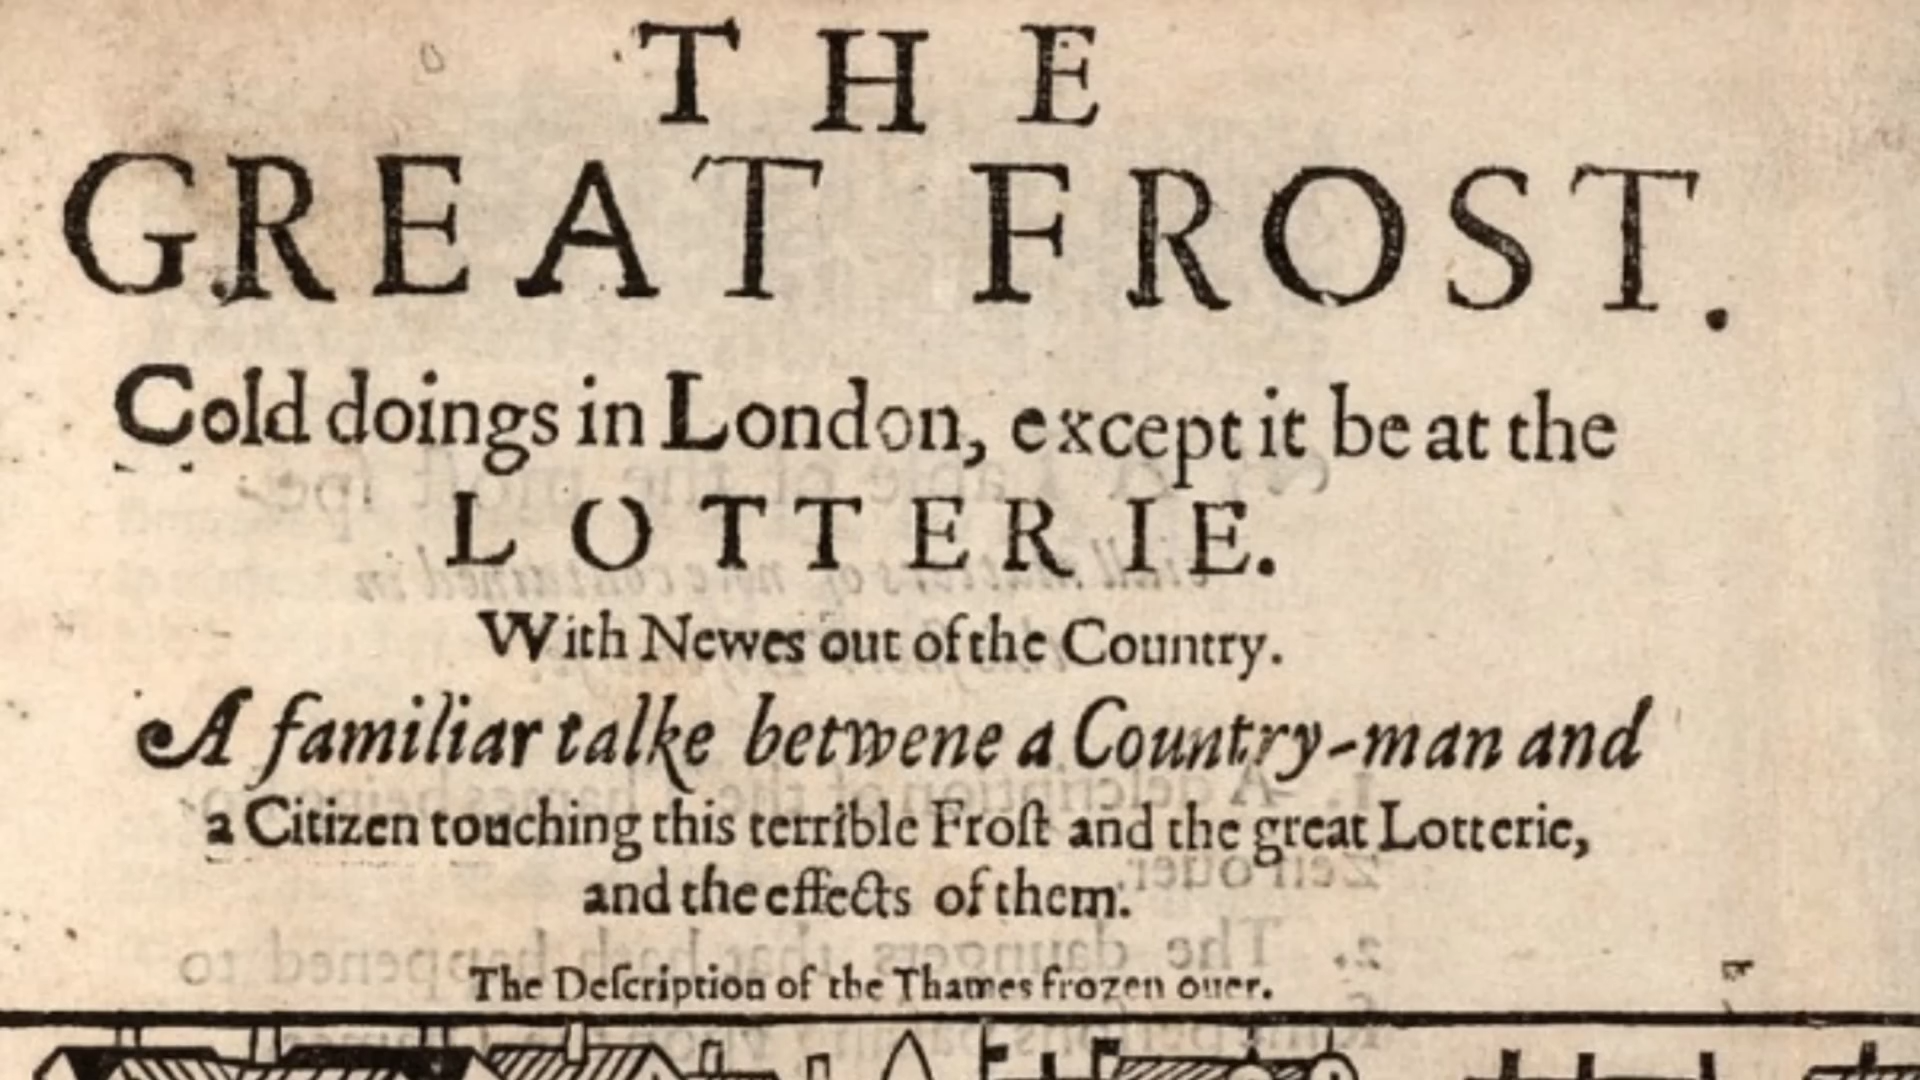 THE
GREAT FROST.
Cold doings in London, except it be at the
LOTTERIE.
With Newes out of the Country.
A familiar talke betwene a Country-man and
a Citizen touching this terrible Froſt and the great Lotterie,
and the effects of them.
The Deſcription of the Thames frozen ouer.